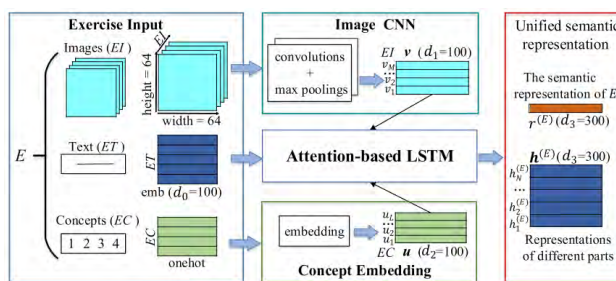 Exercise Input
Images (EI)
EI
height = 64
width = 64
E
Text (ET)
ET
emb (d₀=100)
Concepts (EC)
1 2 3 4
EC
onehot
Image CNN
convolutions
+
max poolings
EI v (d₁=100)
v_M
...
v₂
v₁
Attention-based LSTM
embedding
u_L
...
u₂
u₁
EC u (d₂=100)
Concept Embedding
Unified semantic
representation
The semantic
representation of E
r^(E) (d₃=300)
h^(E) (d₃=300)
h_N^(E)
...
h₂^(E)
h₁^(E)
Representations
of different parts